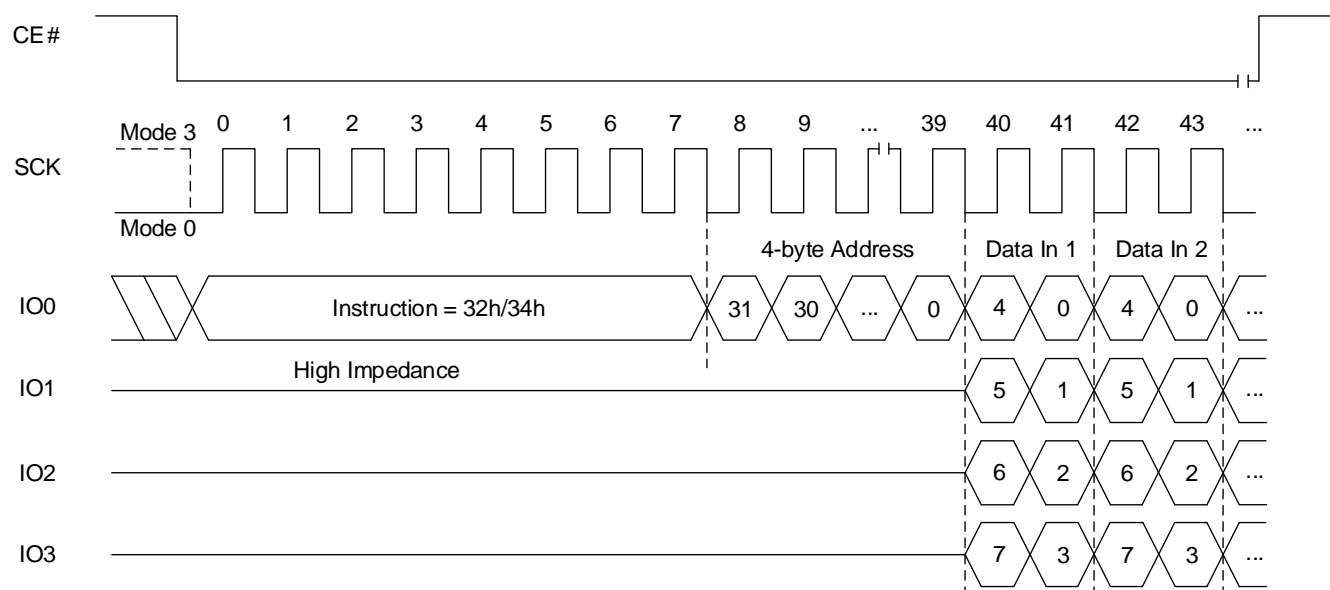 CE#
Mode 3 0 1 2 3 4 5 6 7 8 9 ... 39 40 41 42 43 ...
SCK
Mode 0
4-byte Address Data In 1 Data In 2
IO0 Instruction = 32h/34h 31 30 ... 0 4 0 4 0 ...
High Impedance
IO1 5 1 5 1 ...
IO2 6 2 6 2 ...
IO3 7 3 7 3 ...